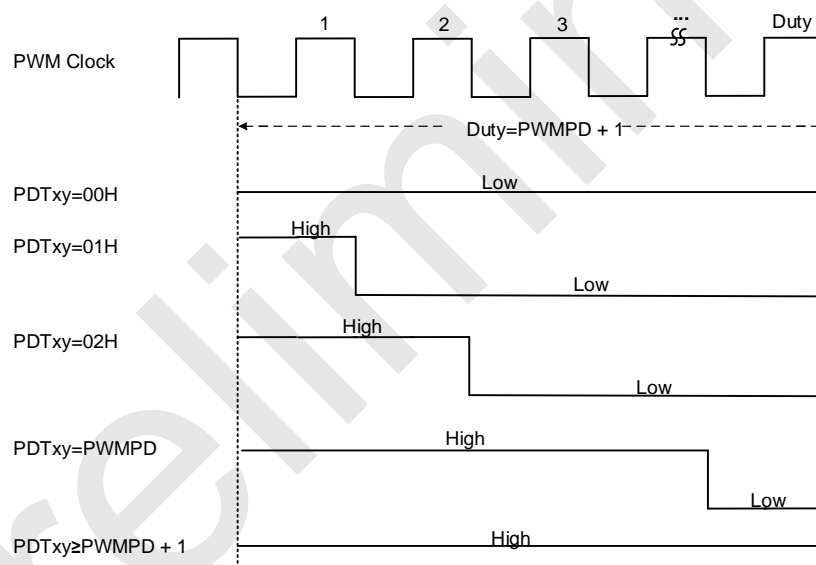 1 2 3 ... Duty
PWM Clock
Duty=PWMPD + 1
PDTxy=00H Low
PDTxy=01H High Low
PDTxy=02H High Low
PDTxy=PWMPD High Low
PDTxy≥PWMPD + 1 High
relimin